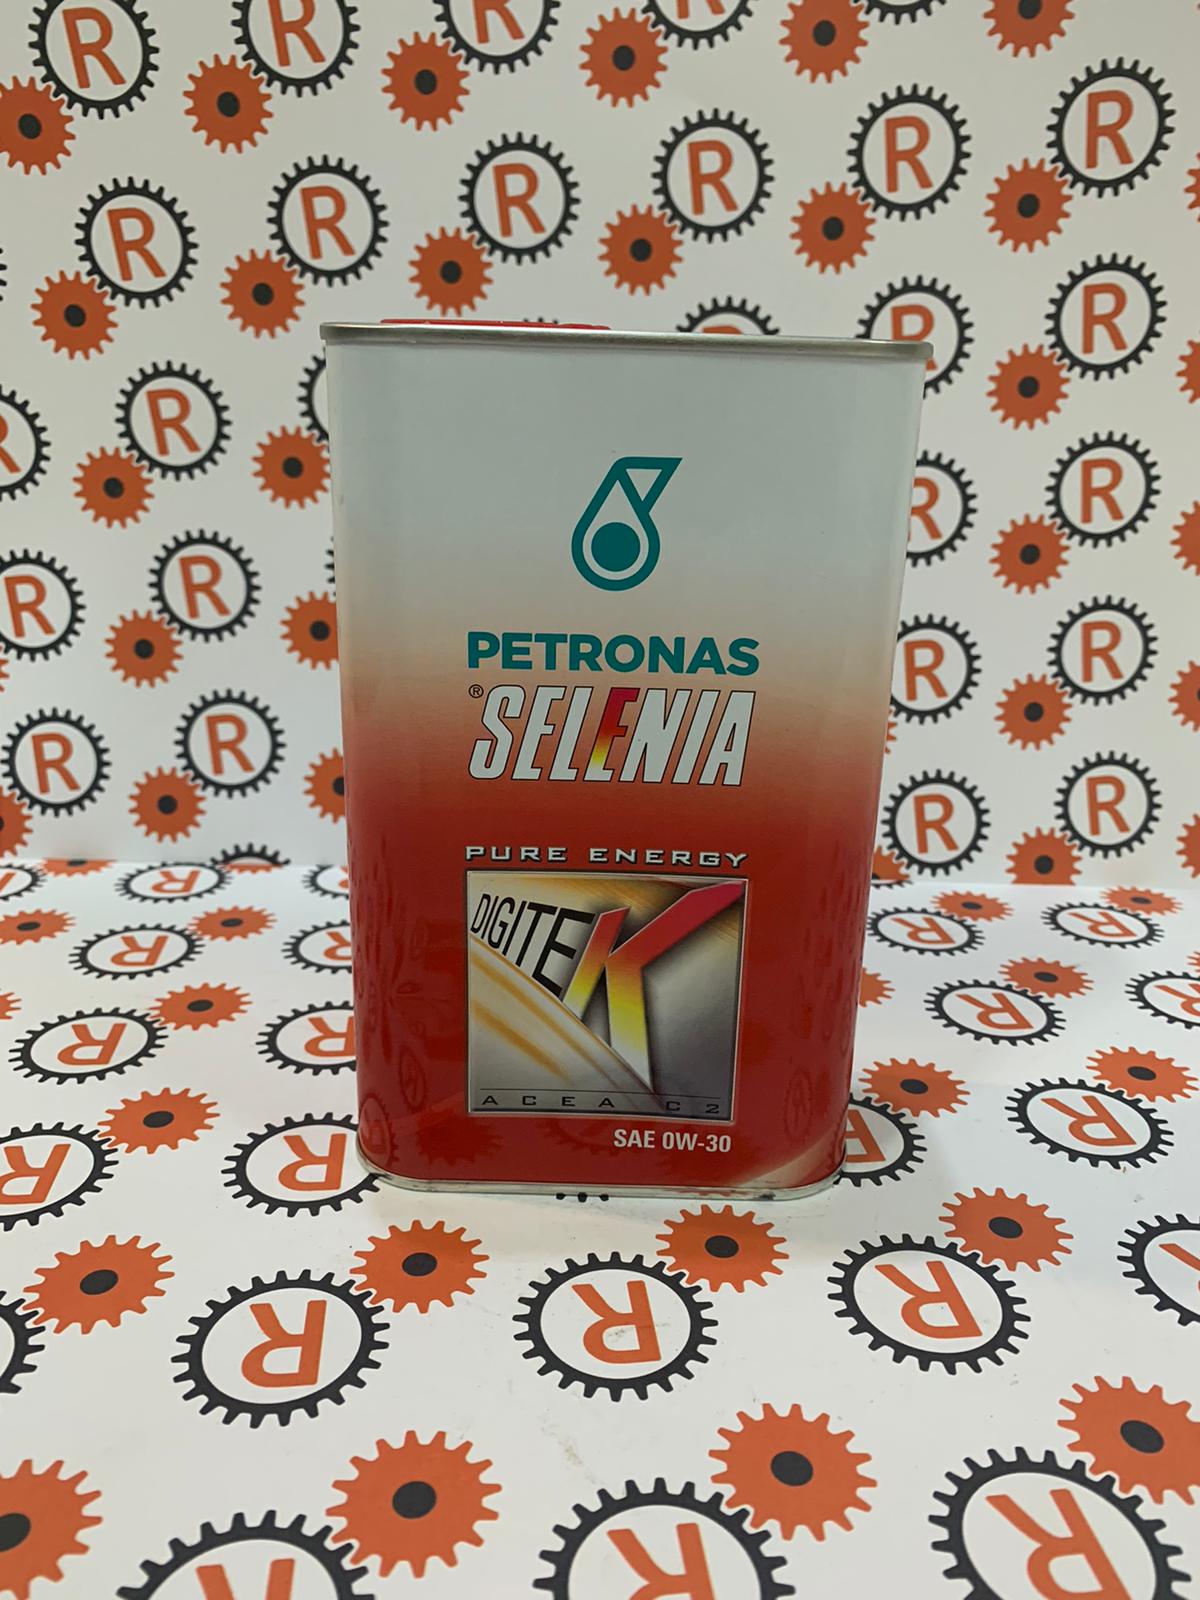 PETRONAS
® SELENIA
PURE ENERGY
DIGITEK
ACEA C2
SAE 0W-30